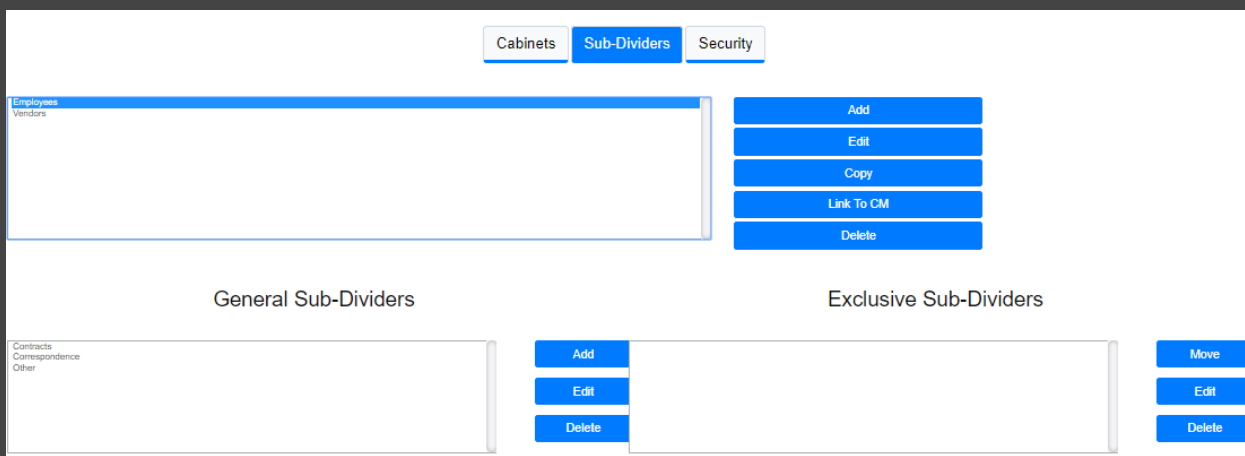 Cabinets Sub-Dividers Security
Employees
Vendors
Add
Edit
Copy
Link To CM
Delete
General Sub-Dividers
Contracts
Correspondence
Other
Add
Edit
Delete
Exclusive Sub-Dividers
Move
Edit
Delete